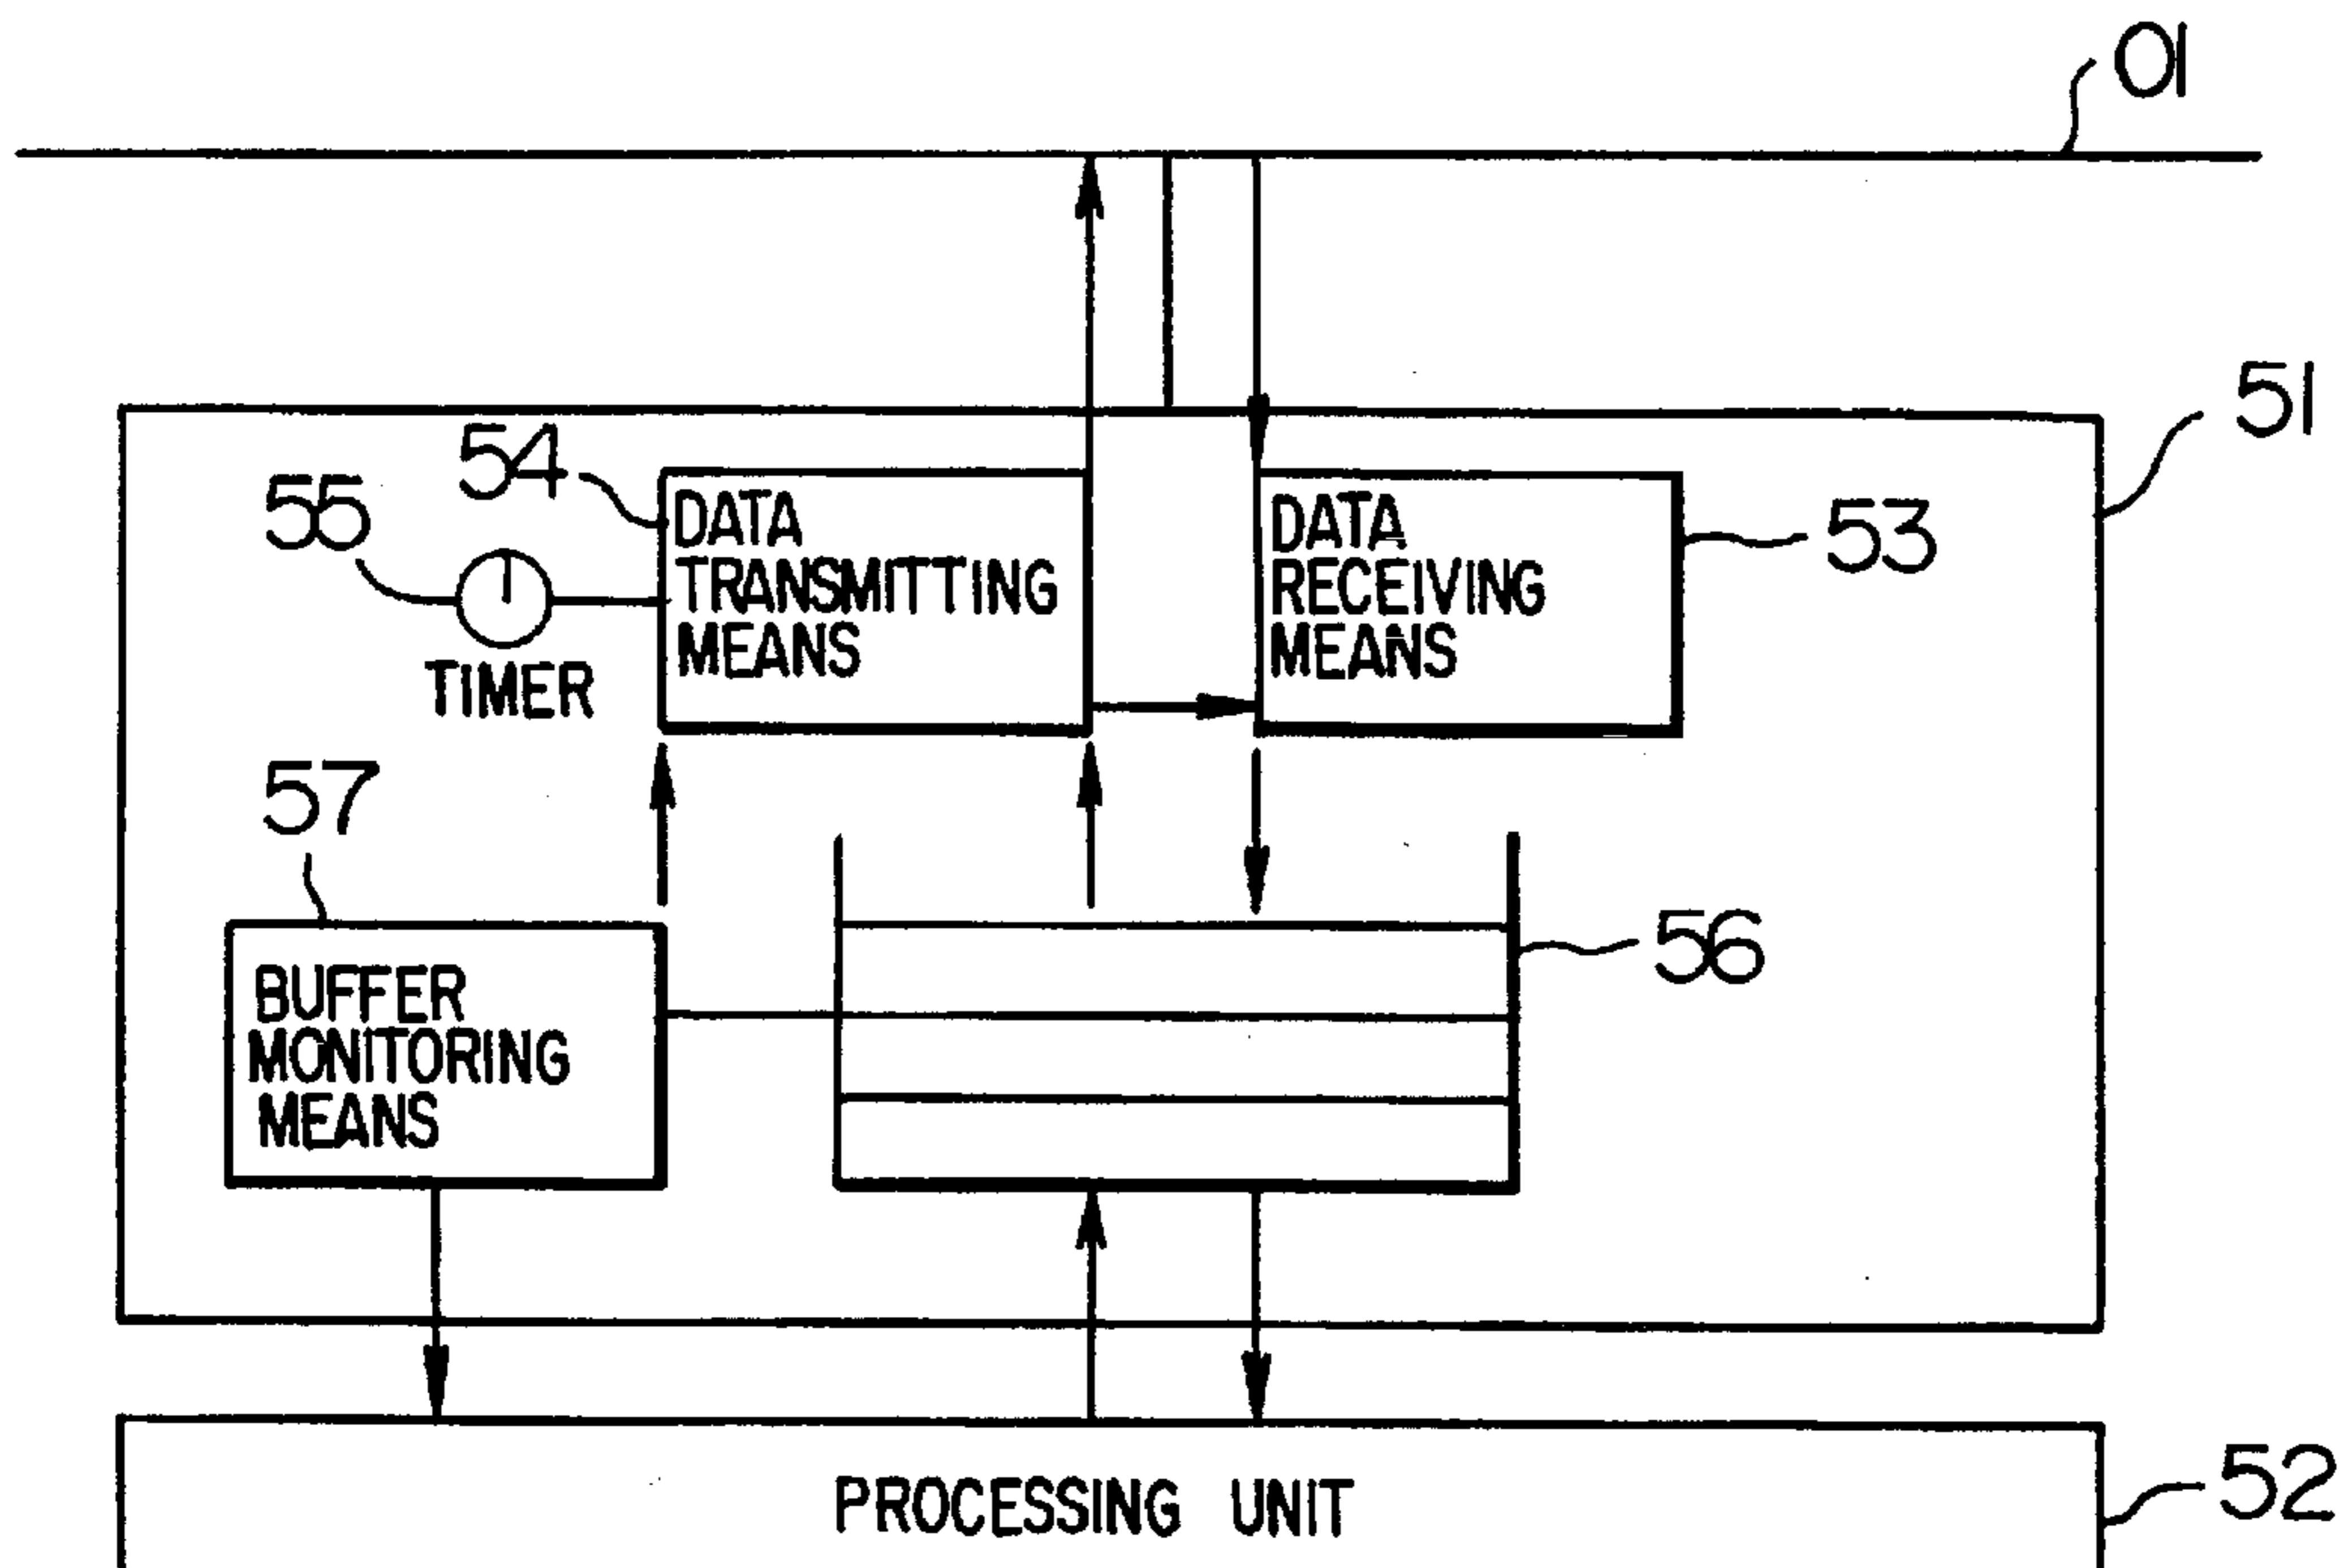 01
51
54
55
DATA
TRANSMITTING
MEANS
DATA
RECEIVING
MEANS
53
TIMER
57
56
BUFFER
MONITORING
MEANS
PROCESSING UNIT
52